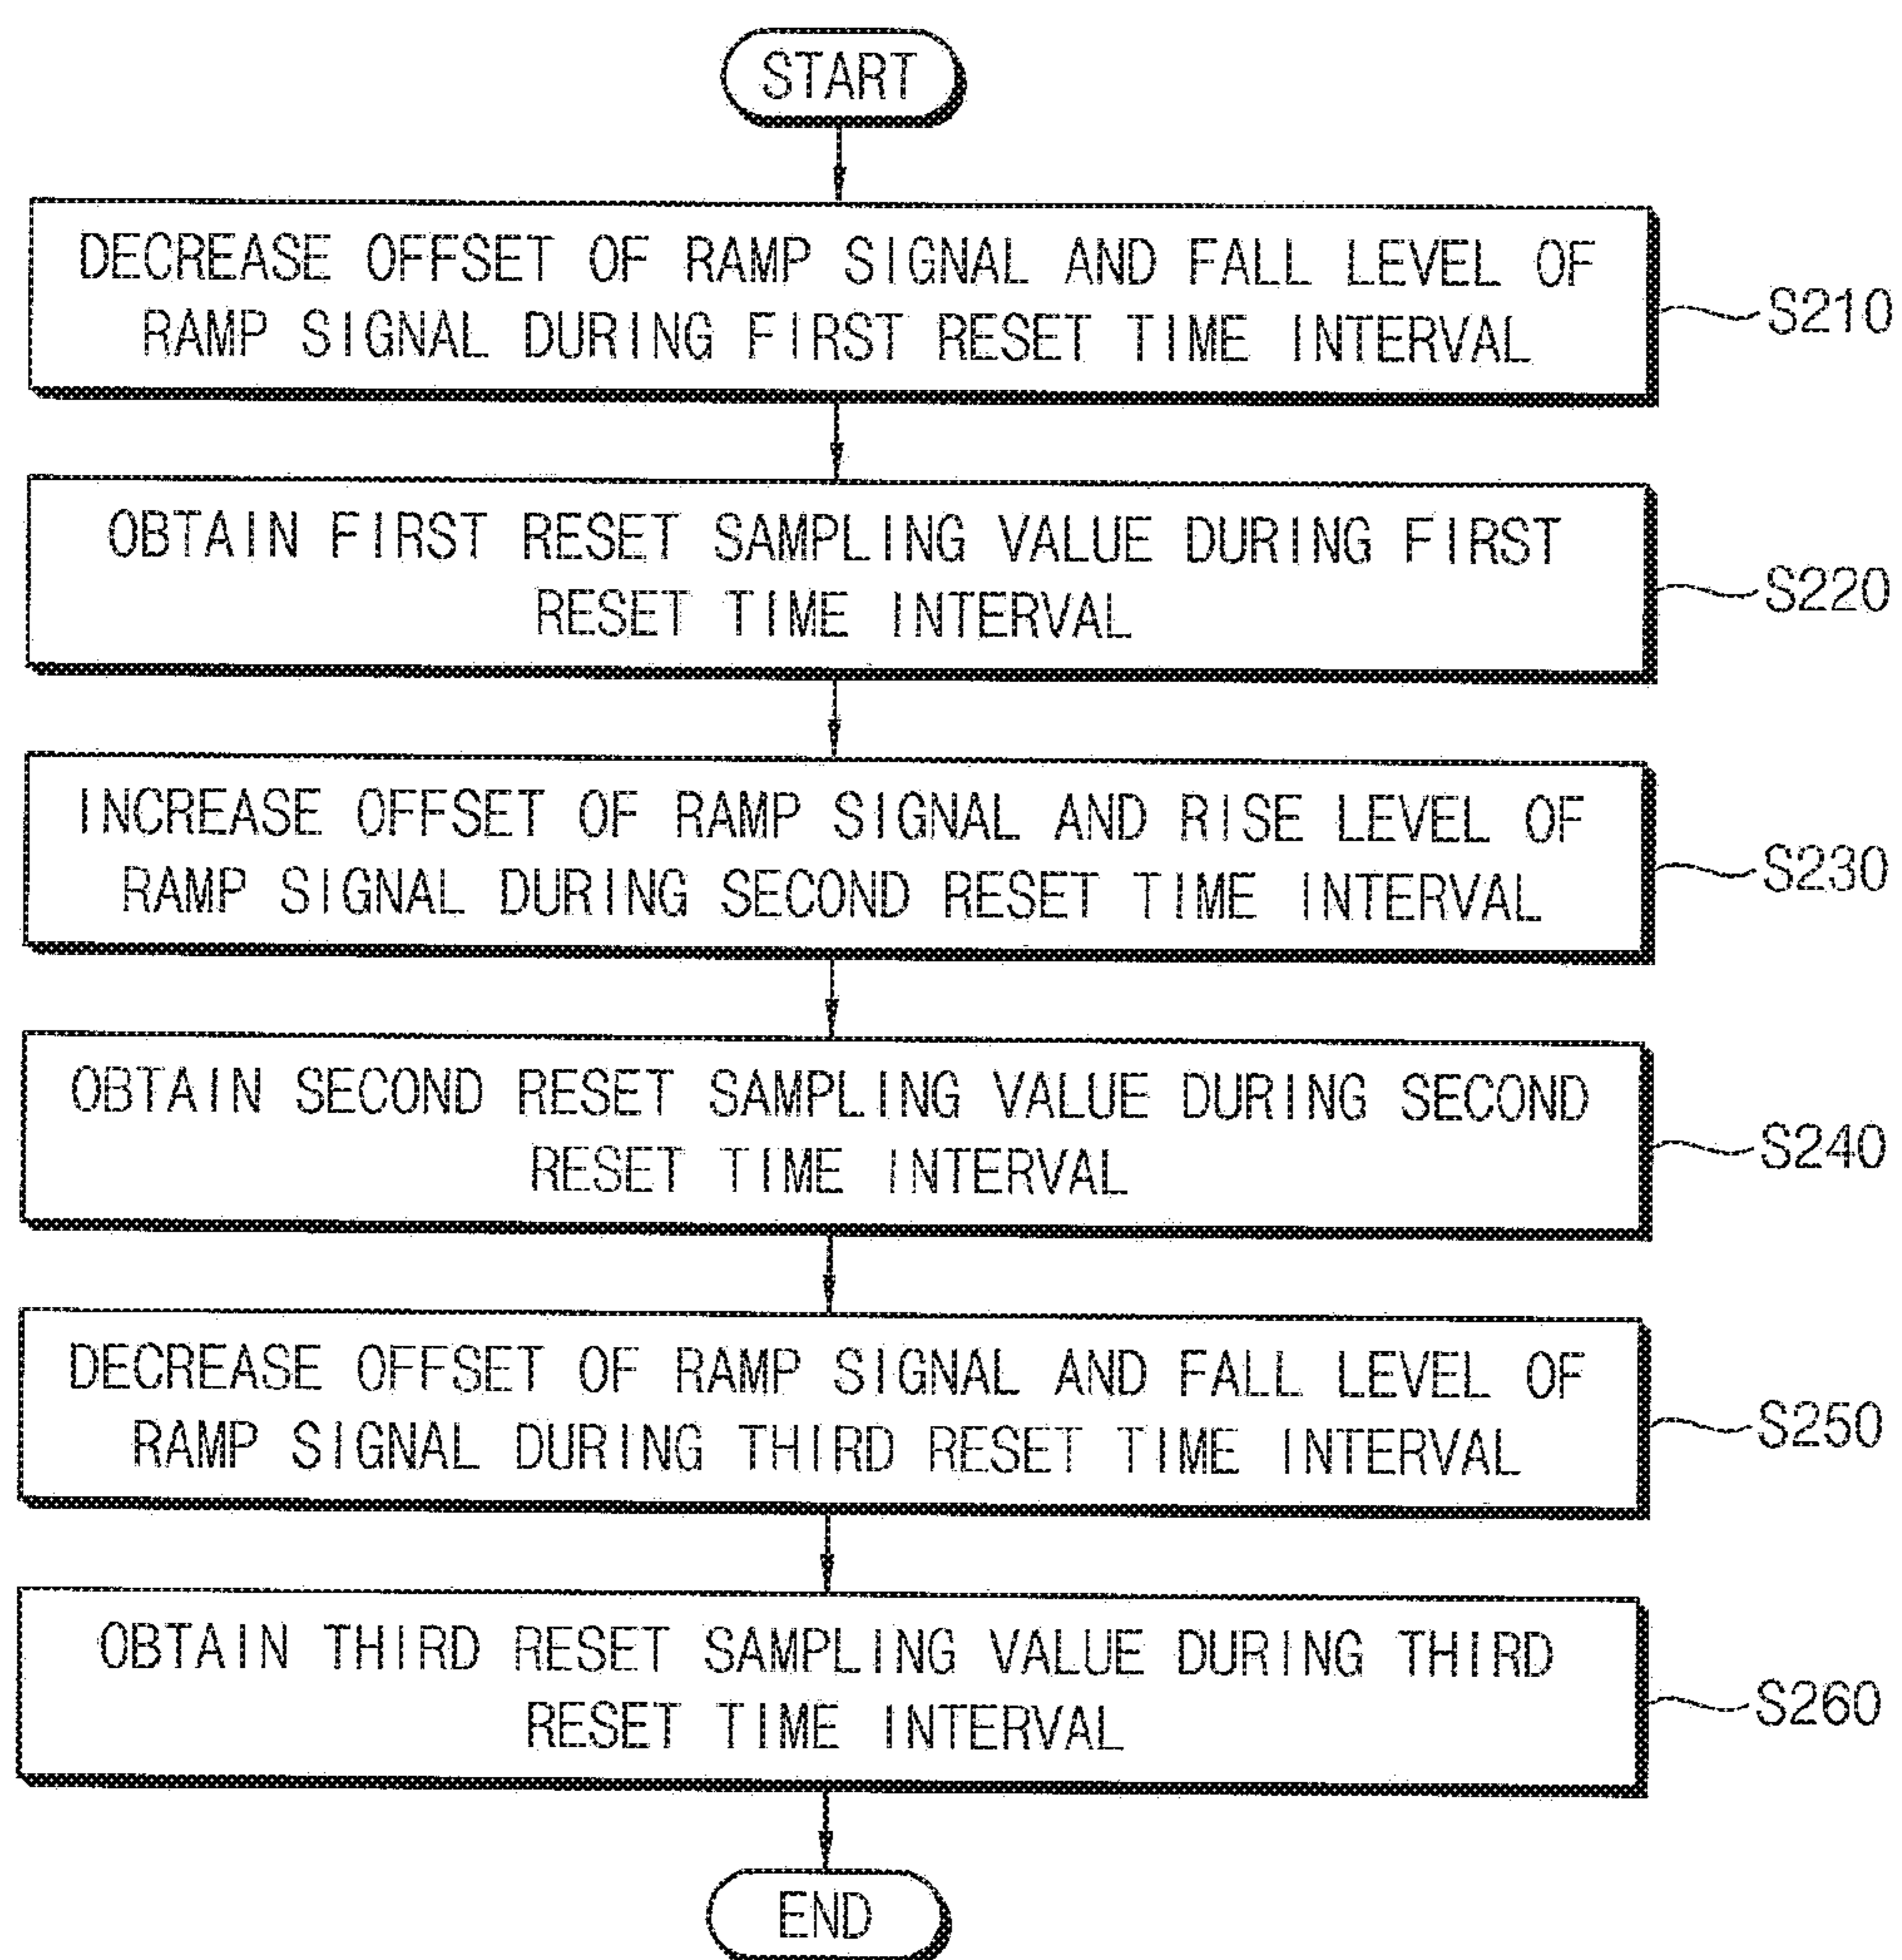 START
DECREASE OFFSET OF RAMP SIGNAL AND FALL LEVEL OF
RAMP SIGNAL DURING FIRST RESET TIME INTERVAL
S210
OBTAIN FIRST RESET SAMPLING VALUE DURING FIRST
RESET TIME INTERVAL
S220
INCREASE OFFSET OF RAMP SIGNAL AND RISE LEVEL OF
RAMP SIGNAL DURING SECOND RESET TIME INTERVAL
S230
OBTAIN SECOND RESET SAMPLING VALUE DURING SECOND
RESET TIME INTERVAL
S240
DECREASE OFFSET OF RAMP SIGNAL AND FALL LEVEL OF
RAMP SIGNAL DURING THIRD RESET TIME INTERVAL
S250
OBTAIN THIRD RESET SAMPLING VALUE DURING THIRD
RESET TIME INTERVAL
S260
END